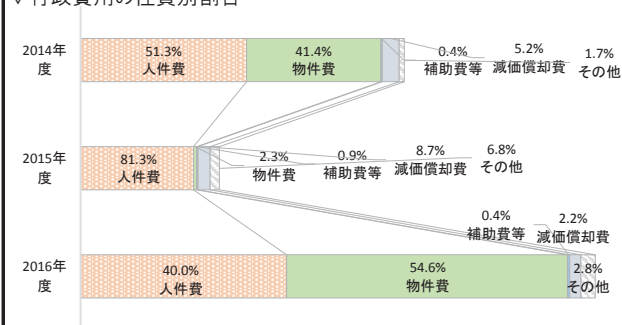 ▽行政費用の性質別割合
2014年度
51.3%
人件費
41.4%
物件費
0.4%
補助費等
5.2%
減価償却費
1.7%
その他
2015年度
81.3%
人件費
2.3%
物件費
0.9%
補助費等
8.7%
減価償却費
6.8%
その他
0.4%
補助費等
2.2%
減価償却費
2016年度
40.0%
人件費
54.6%
物件費
2.8%
その他